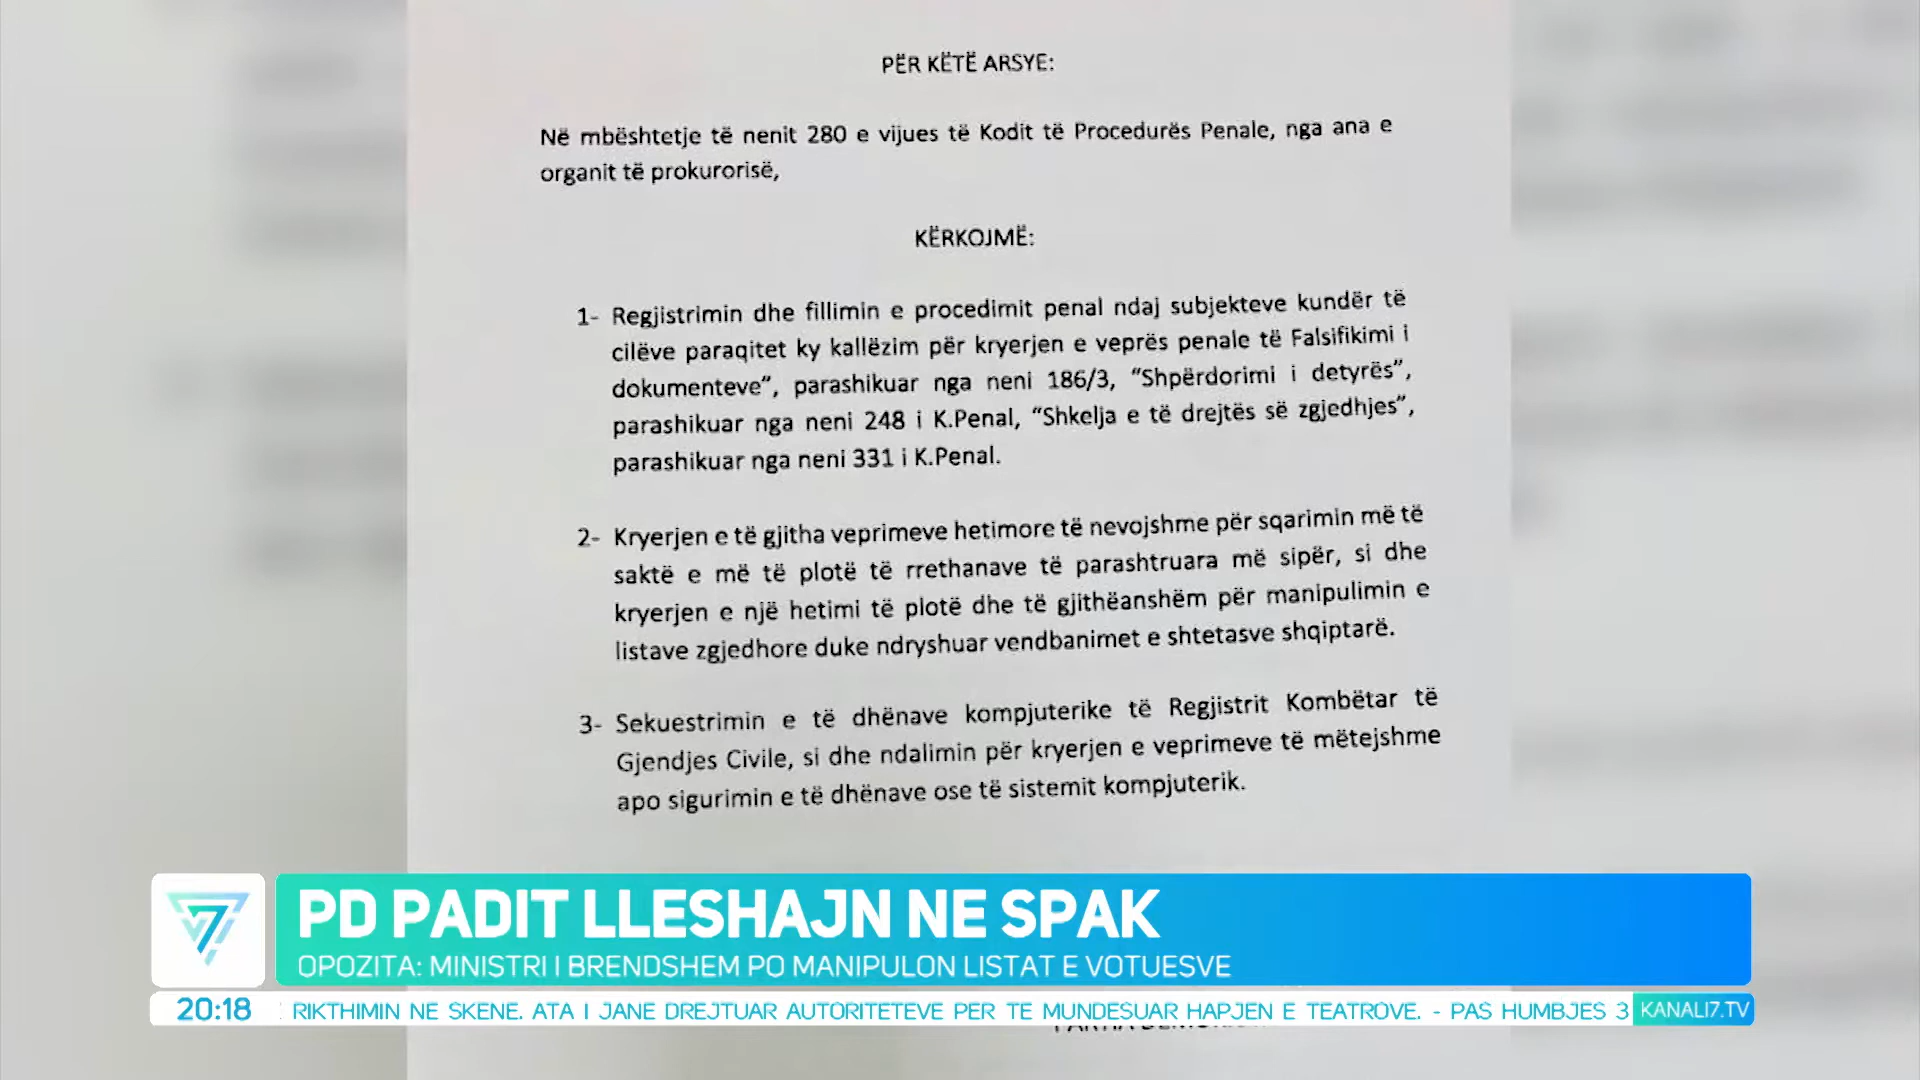 PËR KËTË ARSYE:
Në mbështetje të nenit 280 e vijues të Kodit të Procedurës Penale, nga ana e
organit të prokurorisë,
KËRKOJMË:
1- Regjistrimin dhe fillimin e procedimit penal ndaj subjekteve kundër të
cilëve paraqitet ky kallëzim për kryerjen e veprës penale të Falsifikimi i
dokumenteve”, parashikuar nga neni 186/3, “Shpërdorimi i detyrës”,
parashikuar nga neni 248 i K.Penal, “Shkelja e të drejtës së zgjedhjes”,
parashikuar nga neni 331 i K.Penal.
2- Kryerjen e të gjitha veprimeve hetimore të nevojshme për sqarimin më të
saktë e më të plotë të rrethanave të parashtruara më sipër, si dhe
kryerjen e një hetimi të plotë dhe të gjithëanshëm për manipulimin e
listave zgjedhore duke ndryshuar vendbanimet e shtetasve shqiptarë.
3- Sekuestrimin e të dhënave kompjuterike të Regjistrit Kombëtar të
Gjendjes Civile, si dhe ndalimin për kryerjen e veprimeve të mëtejshme
apo sigurimin e të dhënave ose të sistemit kompjuterik.
PD PADIT LLESHAJN NE SPAK
OPOZITA: MINISTRI I BRENDSHEM PO MANIPULON LISTAT E VOTUESVE
20:18 RIKTHIMIN NE SKENE. ATA I JANE DREJTUAR AUTORITETEVE PER TE MUNDESUAR HAPJEN E TEATROVE. - PAS HUMBJES 3 KANALI7.TV